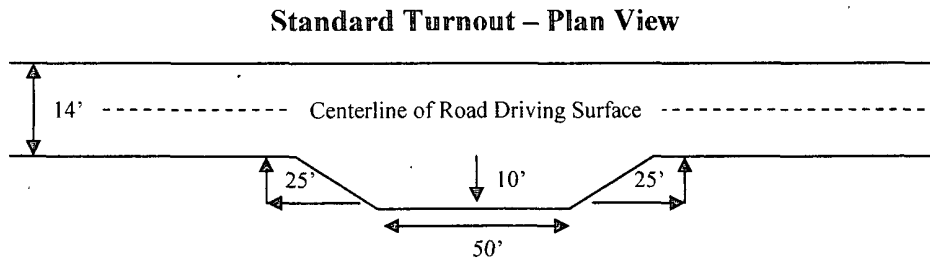 Standard Turnout – Plan View
14' Centerline of Road Driving Surface
25' 10' 25'
50'